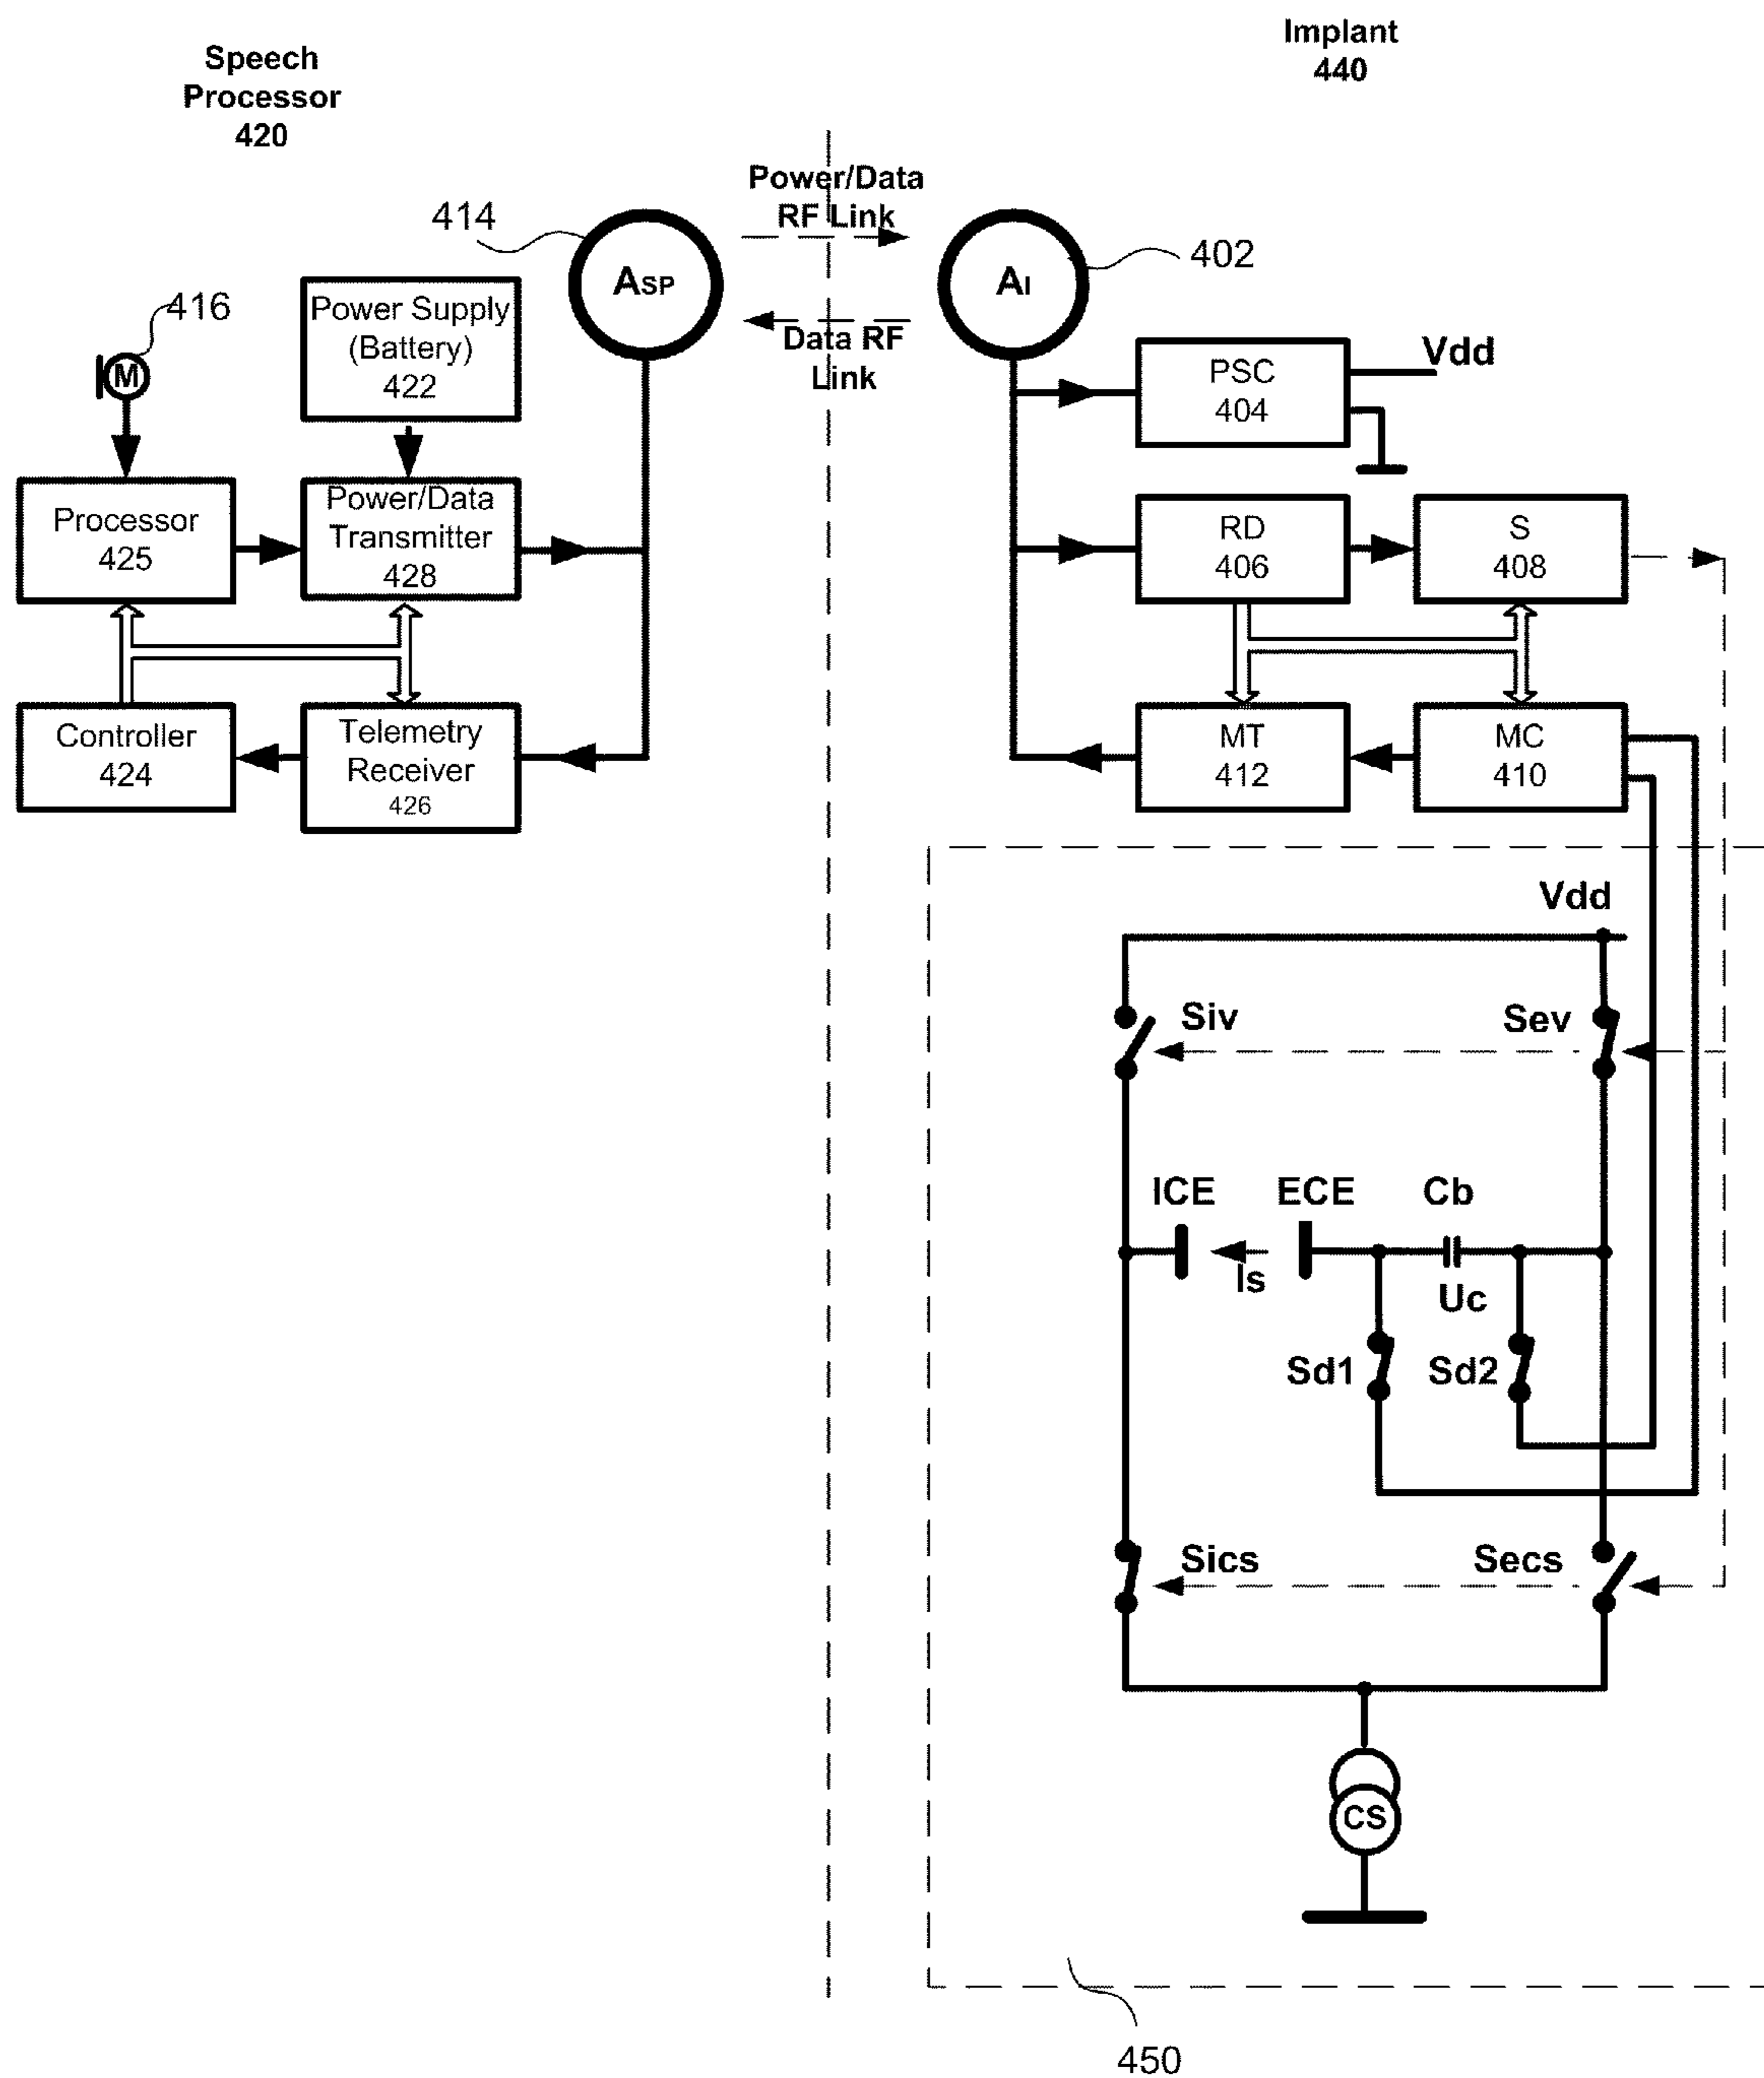 Speech
Processor
420
Implant
440
Power/Data
RF Link
Data RF
Link
414
ASP
AI
402
416
M
Power Supply
(Battery)
422
Processor
425
Power/Data
Transmitter
428
Controller
424
Telemetry
Receiver
426
PSC
404
Vdd
RD
406
S
408
MT
412
MC
410
Vdd
Siv
Sev
ICE
ECE
Cb
Is
Uc
Sd1
Sd2
Sics
Secs
CS
450